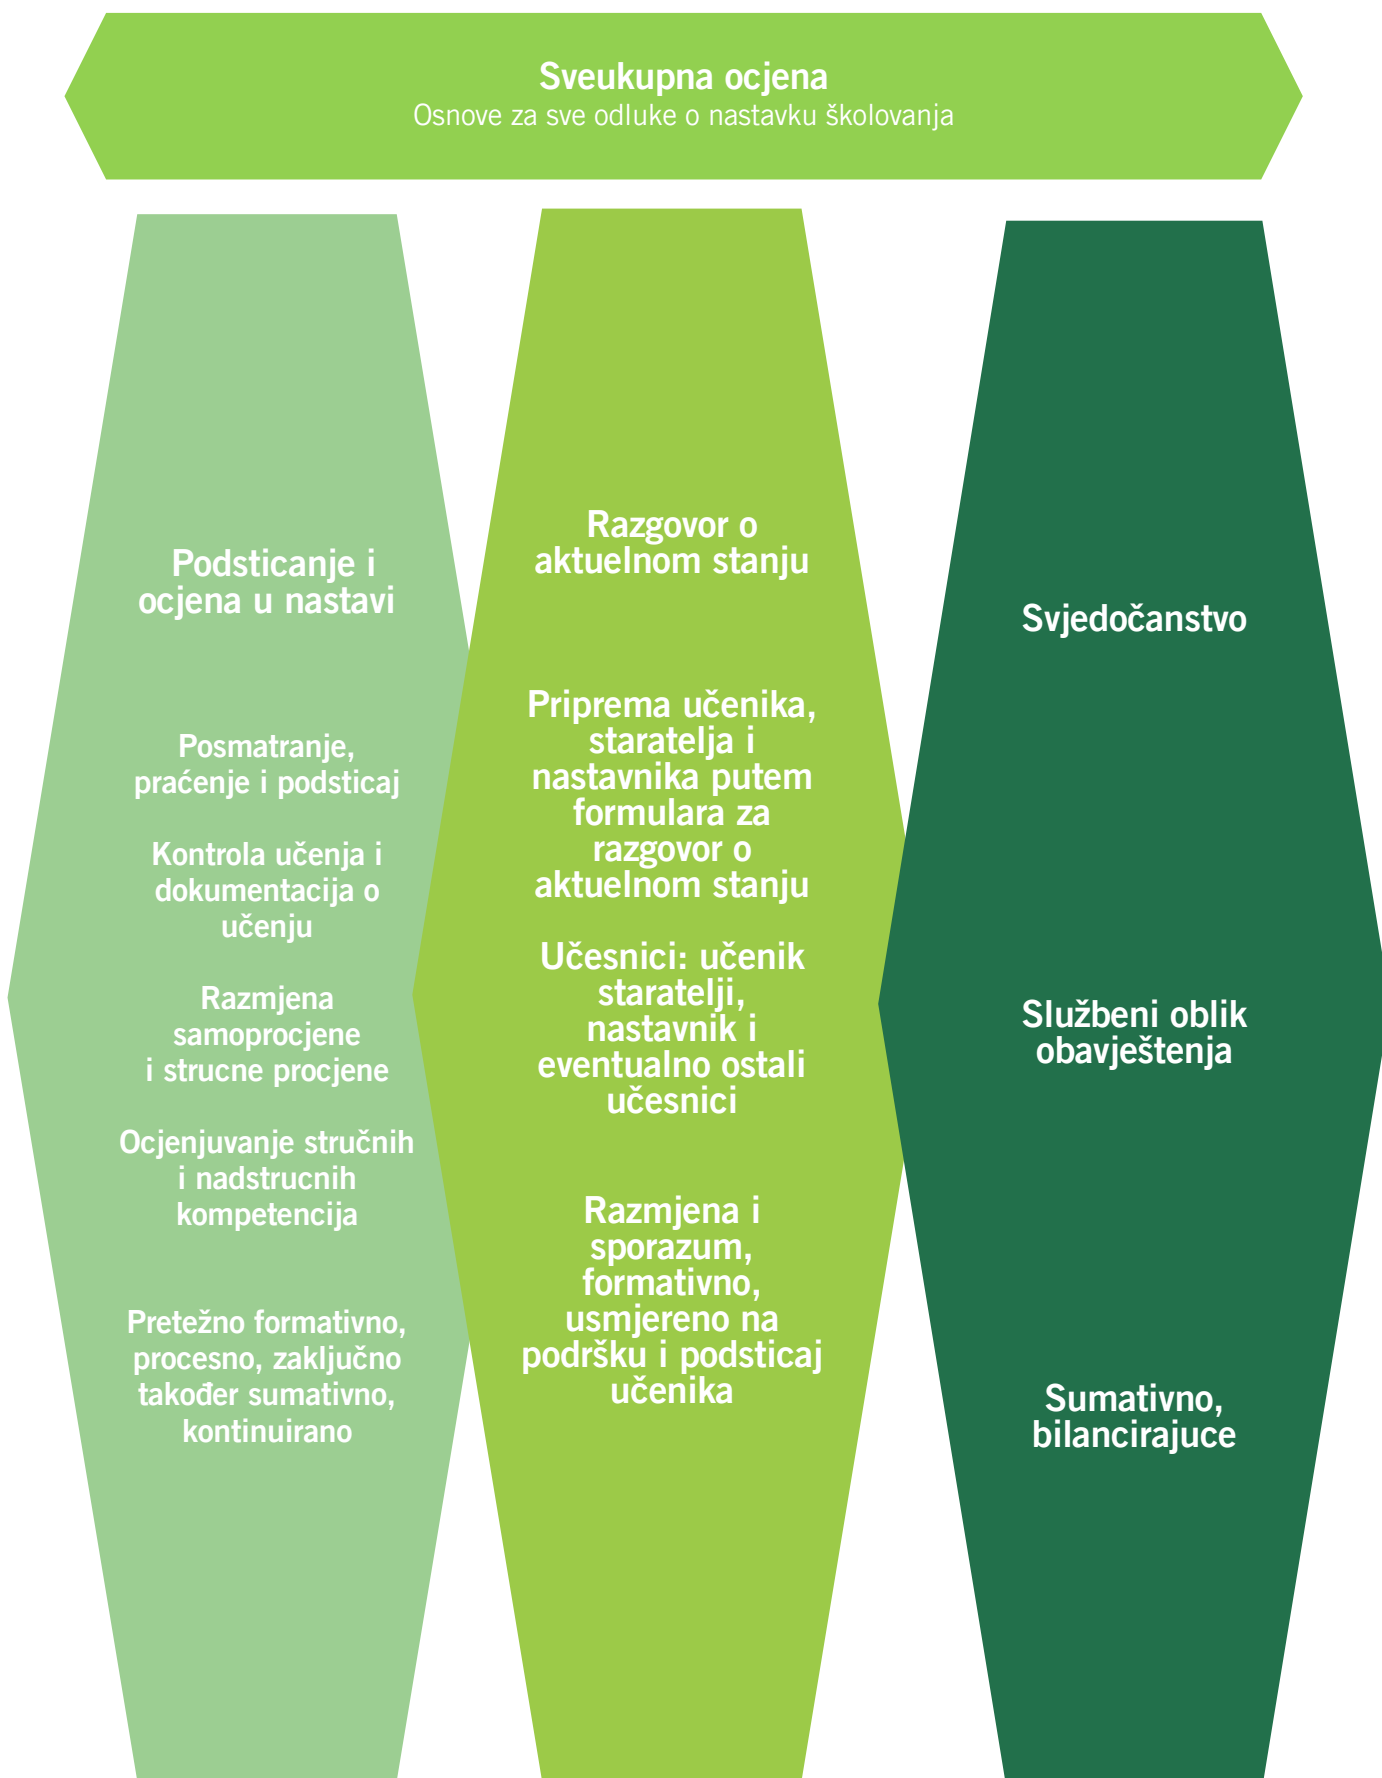 Sveukupna ocjena
Osnove za sve odluke o nastavku školovanja
Podsticanje i
ocjena u nastavi
Posmatranje,
praćenje i podsticaj
Kontrola učenja i
dokumentacija o
učenju
Razmjena
samoprocjene
i strucne procjene
Ocjenjuvanje stručnih
i nadstrucnih
kompetencija
Pretežno formativno,
procesno, zaključno
također sumativno,
kontinuirano
Razgovor o
aktuelnom stanju
Priprema učenika,
staratelja i
nastavnika putem
formulara za
razgovor o
aktuelnom stanju
Učesnici: učenik
staratelji,
nastavnik i
eventualno ostali
učesnici
Razmjena i
sporazum,
formativno,
usmjereno na
podršku i podsticaj
učenika
Svjedočanstvo
Službeni oblik
obavještenja
Sumativno,
bilancirajuce